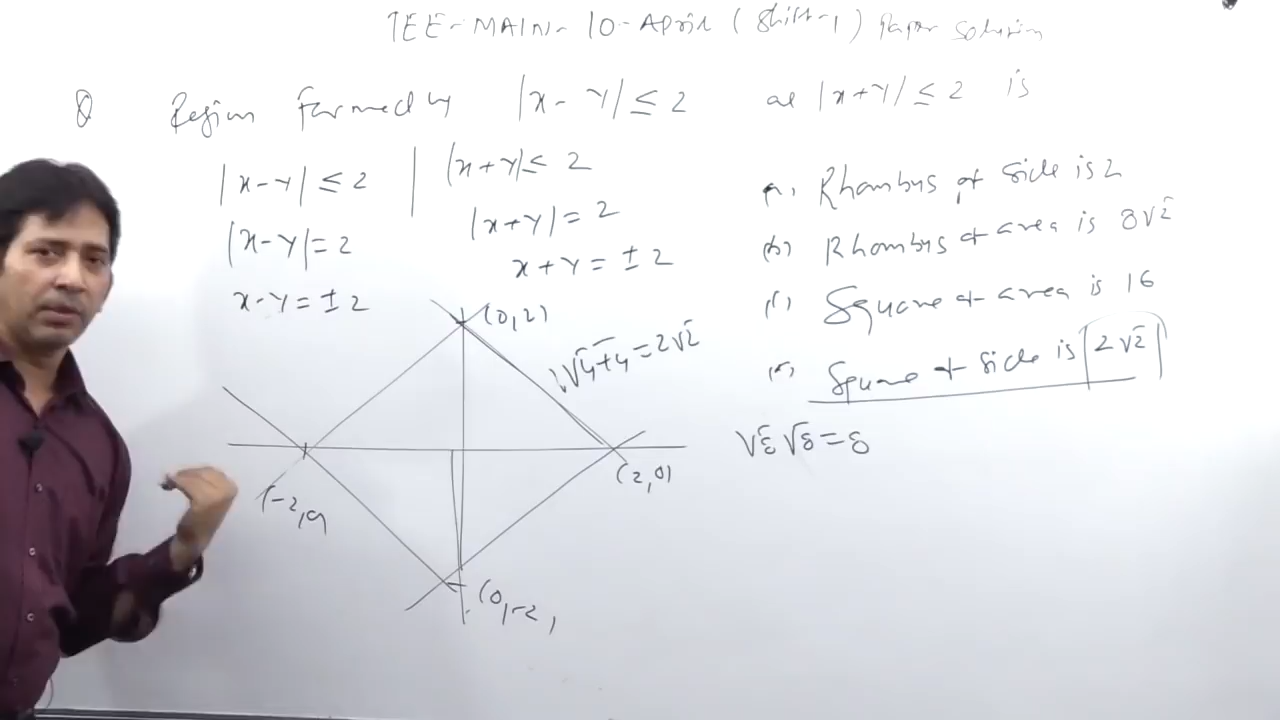 JEE-MAIN-10-April (Shift-1) Paper Solution
Q Region formed by |x-y| ≤ 2 and |x+y| ≤ 2 is
|x-y| ≤ 2
|x-y| = 2
x-y = ±2
|x+y| ≤ 2
|x+y| = 2
x+y = ±2
Rhombus of side is 2
(b) Rhombus of area is 8√2
Square of area is 16
Square of side is 2√2
(0,2)
√4+4 = 2√2
(2,0)
(-2,0
(0,-2,
√8 √8 = 8